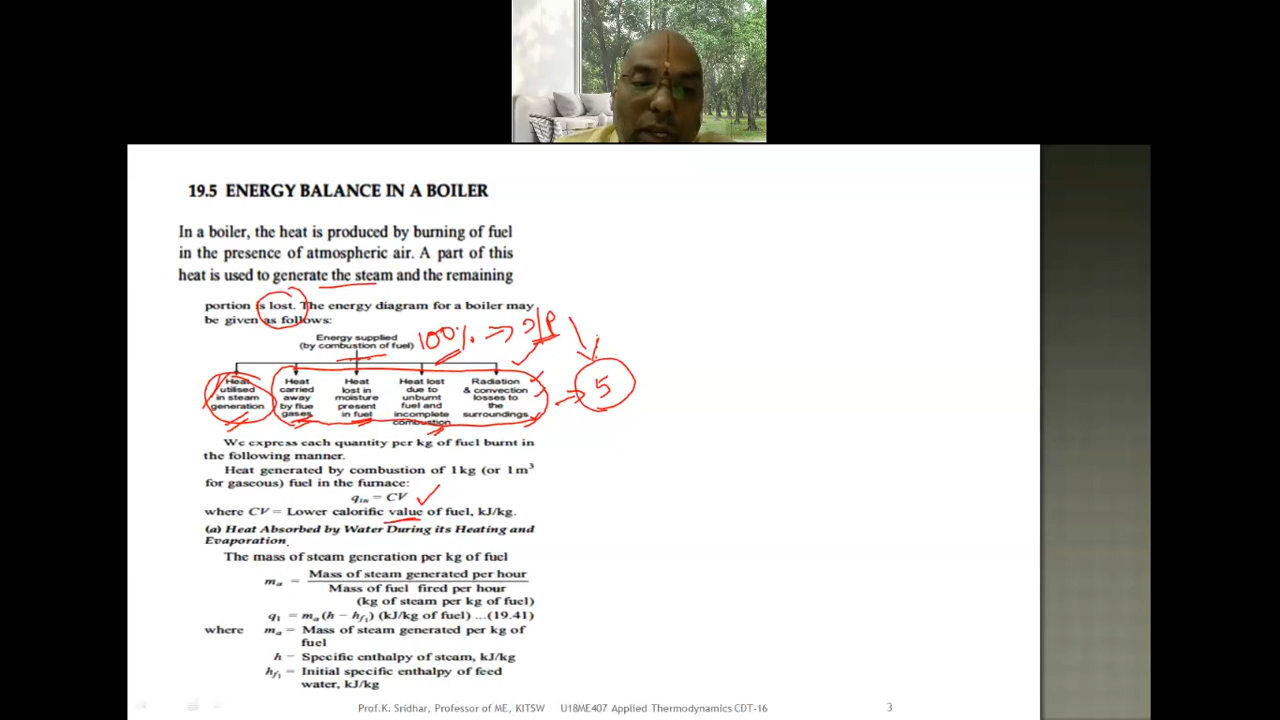 19.5 ENERGY BALANCE IN A BOILER
In a boiler, the heat is produced by burning of fuel
in the presence of atmospheric air. A part of this
heat is used to generate the steam and the remaining
portion is lost. The energy diagram for a boiler may
be given as follows:
Energy supplied
(by combustion of fuel)
100% → I/P
Heat utilised in steam generation
Heat carried away by flue gases
Heat lost in moisture present in fuel
Heat lost due to unburnt fuel and incomplete combustion
Radiation & convection losses to the surroundings
5
We express each quantity per kg of fuel burnt in
the following manner.
Heat generated by combustion of 1 kg (or 1 m³
for gaseous) fuel in the furnace:
qin = CV
where CV = Lower calorific value of fuel, kJ/kg.
(a) Heat Absorbed by Water During its Heating and
Evaporation
The mass of steam generation per kg of fuel
ma = Mass of steam generated per hour
Mass of fuel fired per hour
(kg of steam per kg of fuel)
q1 = ma(h − hf1) (kJ/kg of fuel) ...(19.41)
where ma = Mass of steam generated per kg of
fuel
h = Specific enthalpy of steam, kJ/kg
hf1 = Initial specific enthalpy of feed
water, kJ/kg
Prof.K. Sridhar, Professor of ME, KITSW U18ME407 Applied Thermodynamics CDT-16 3